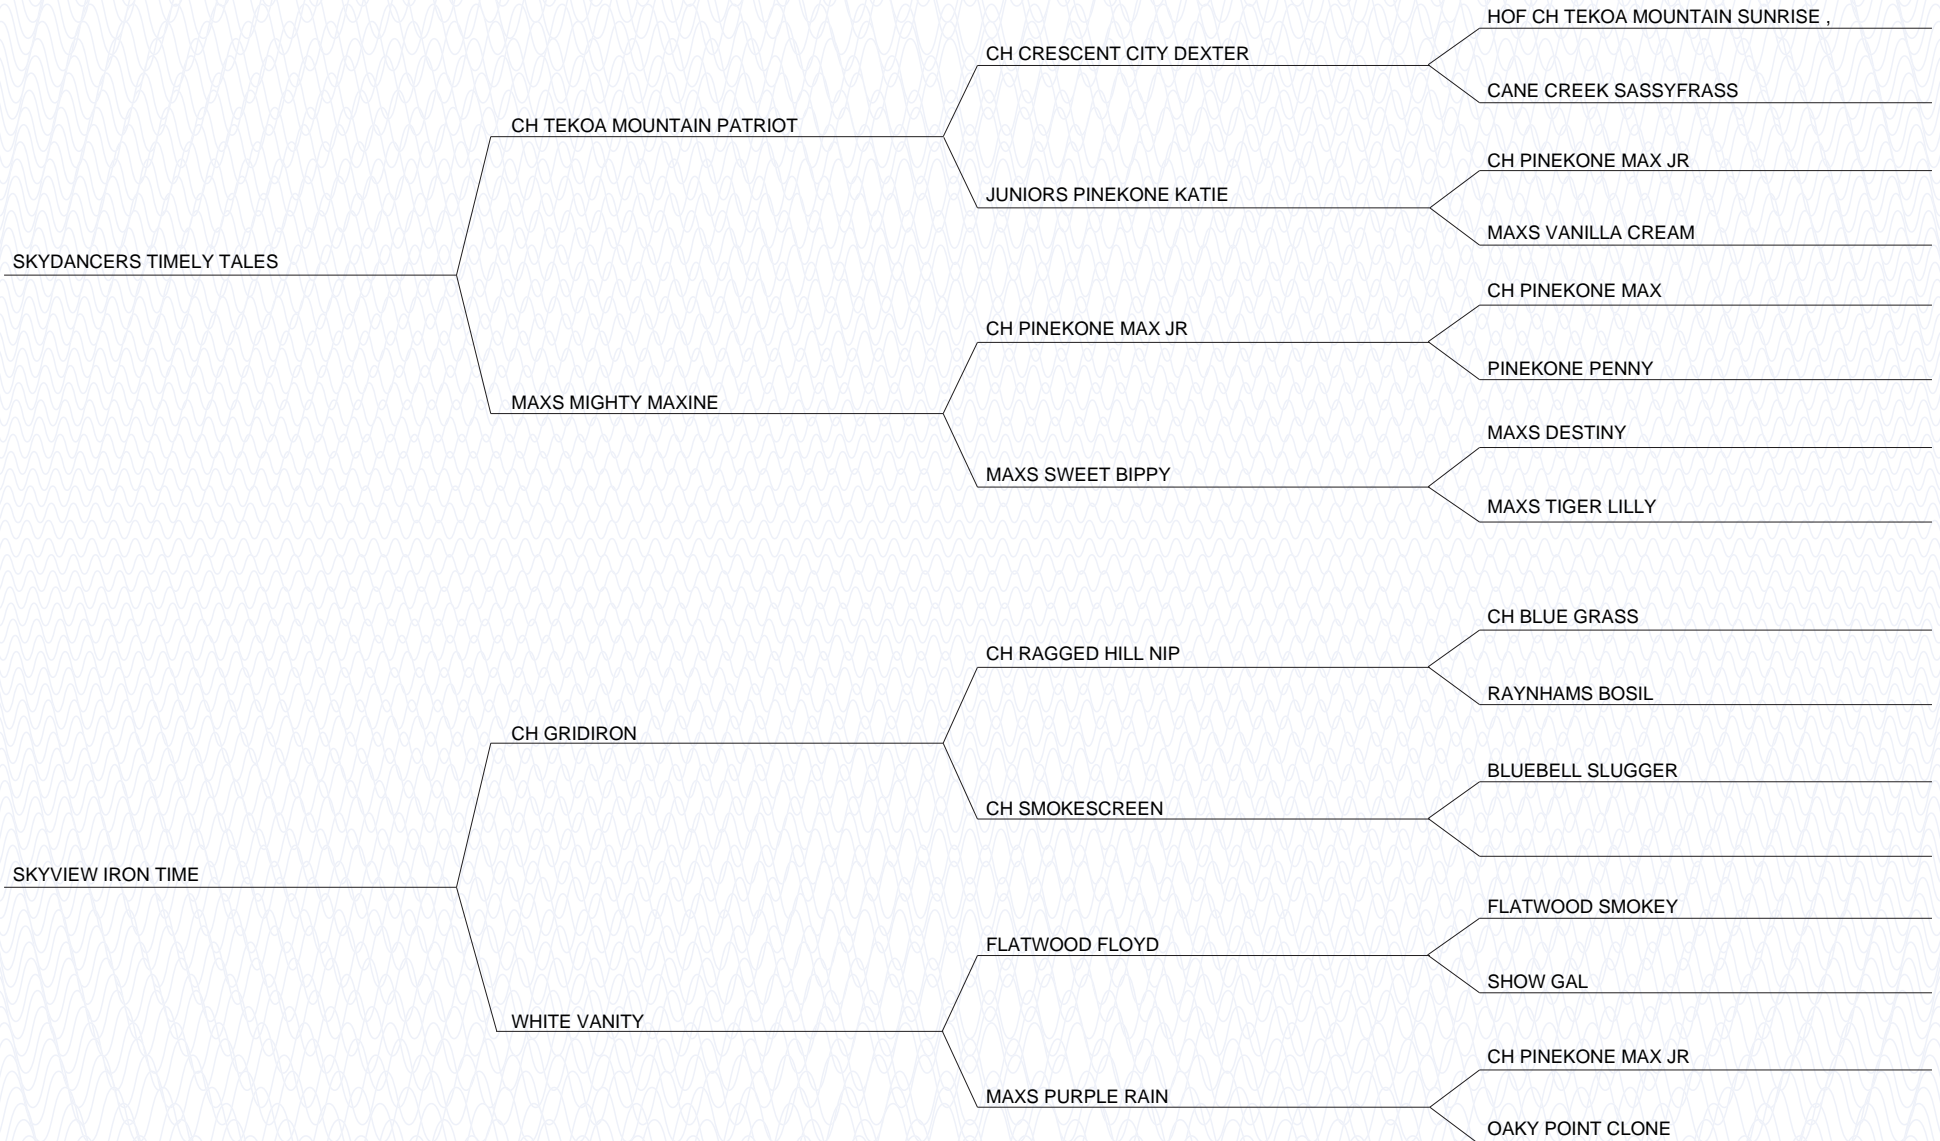 HOF CH TEKOA MOUNTAIN SUNRISE ,
CH CRESCENT CITY DEXTER
CANE CREEK SASSYFRASS
CH TEKOA MOUNTAIN PATRIOT
CH PINEKONE MAX JR
JUNIORS PINEKONE KATIE
MAXS VANILLA CREAM
SKYDANCERS TIMELY TALES
CH PINEKONE MAX
CH PINEKONE MAX JR
PINEKONE PENNY
MAXS MIGHTY MAXINE
MAXS DESTINY
MAXS SWEET BIPPY
MAXS TIGER LILLY
CH BLUE GRASS
CH RAGGED HILL NIP
RAYNHAMS BOSIL
CH GRIDIRON
BLUEBELL SLUGGER
CH SMOKESCREEN
SKYVIEW IRON TIME
FLATWOOD SMOKEY
FLATWOOD FLOYD
SHOW GAL
WHITE VANITY
CH PINEKONE MAX JR
MAXS PURPLE RAIN
OAKY POINT CLONE